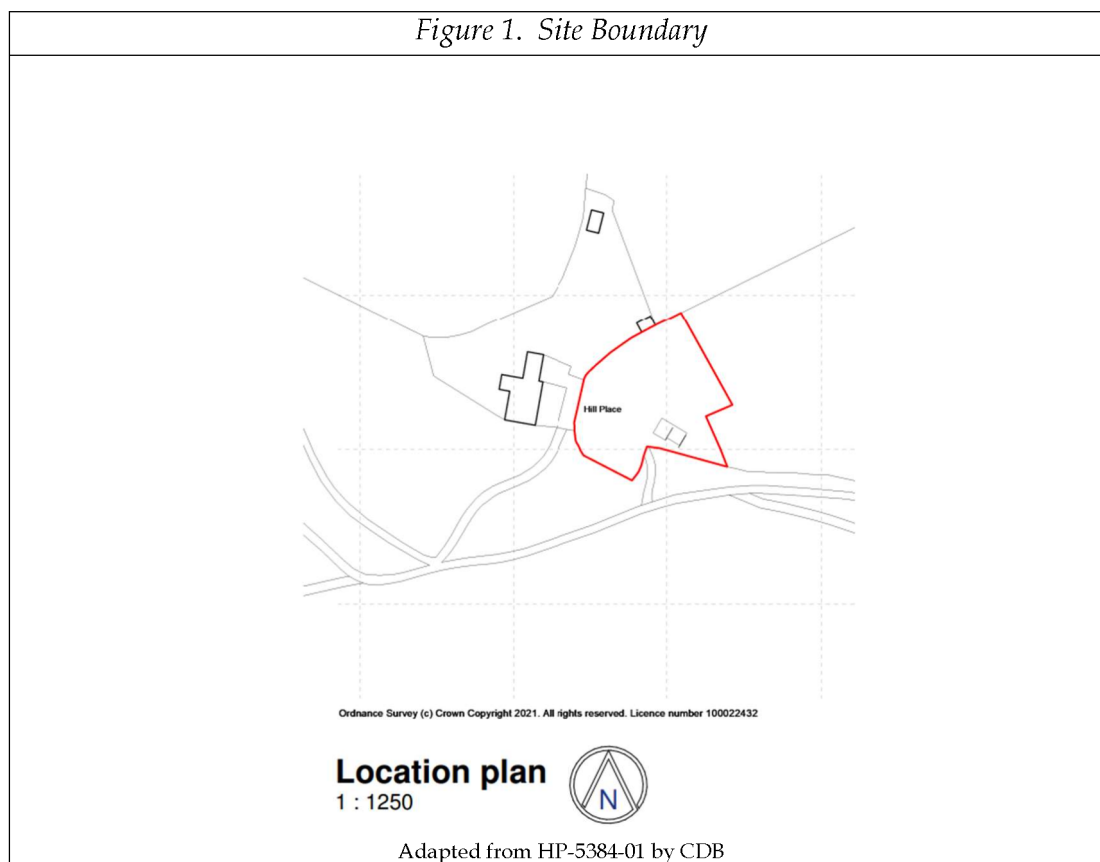 Figure 1. Site Boundary
Hill Place
Ordnance Survey (c) Crown Copyright 2021. All rights reserved. Licence number 100022432
Location plan
1 : 1250
N
Adapted from HP-5384-01 by CDB